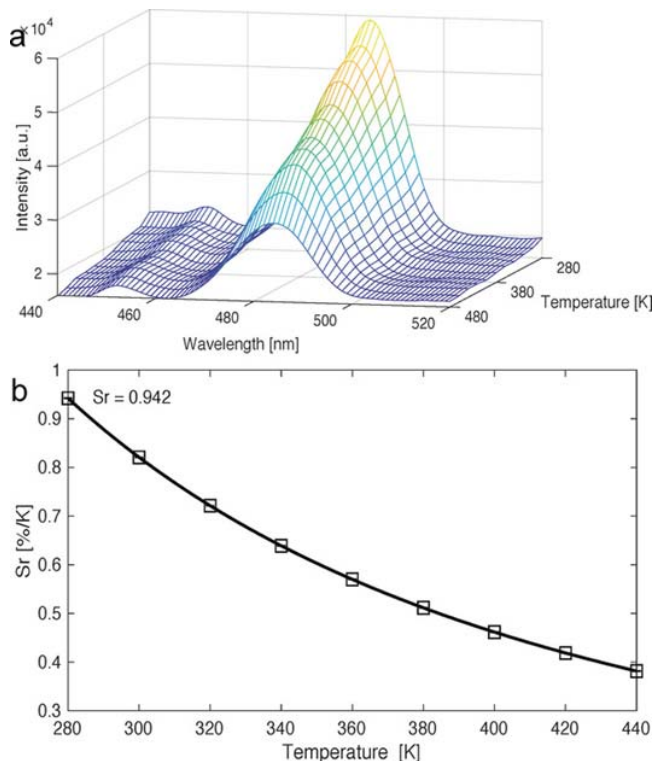 a
×10⁴
6
5
4
3
2
Intensity [a.u.]
440
460
480
500
520
Wavelength [nm]
280
380
480
Temperature [K]
b
1
0.9
0.8
0.7
0.6
0.5
0.4
0.3
Sr [%/K]
Sr = 0.942
280 300 320 340 360 380 400 420 440
Temperature [K]